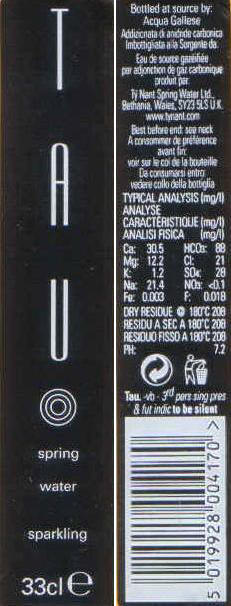 T
A
U
spring
water
sparkling
33cl e
Bottled at source by:
Acqua Gallese
Addizionata di anidride carbonica
Imbottigliata alla Sorgente da:
Eau de source gazéifiée
par adjonction de gaz carbonique
produit par:
Tŷ Nant Spring Water Ltd.,
Bethania, Wales, SY23 5LS U.K.
www.tynant.com
Best before end: see neck
A consommer de préférence
avant fin:
voir sur le col de la bouteille
Da consumarsi entro:
vedere collo della bottiglia
TYPICAL ANALYSIS (mg/l)
ANALYSE
CARACTÉRISTIQUE (mg/l)
ANALISI FISICA (mg/l)
Ca: 30.5 HCO3: 88
Mg: 12.2 Cl: 21
K: 1.2 SO4: 28
Na: 21.4 NO3: <0.1
Fe: 0.003 F: 0.018
DRY RESIDUE @ 180°C 208
RESIDU A SEC A 180°C 208
RESIDUO FISSO A 180°C 208
PH: 7.2
Tau. -vb - 3rd pers sing pres
& fut indic to be silent
5 019928 004170 >